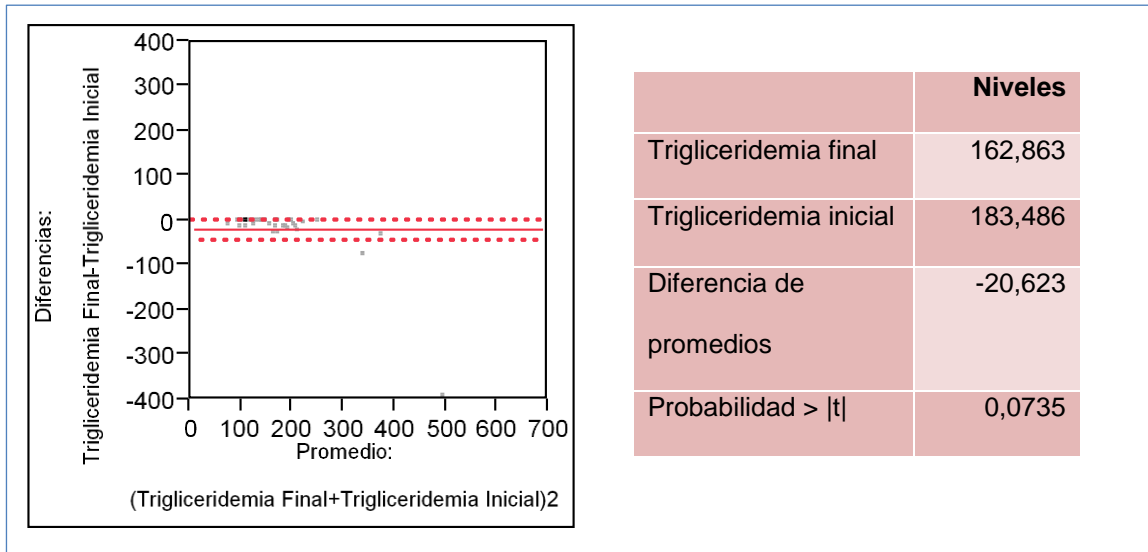 Diferencias:
Trigliceridemia Final-Trigliceridemia Inicial
400
300
200
100
0
-100
-200
-300
-400
0 100 200 300 400 500 600 700
Promedio:
(Trigliceridemia Final+Trigliceridemia Inicial)2
Niveles
Trigliceridemia final 162,863
Trigliceridemia inicial 183,486
Diferencia de -20,623
promedios
Probabilidad > |t| 0,0735